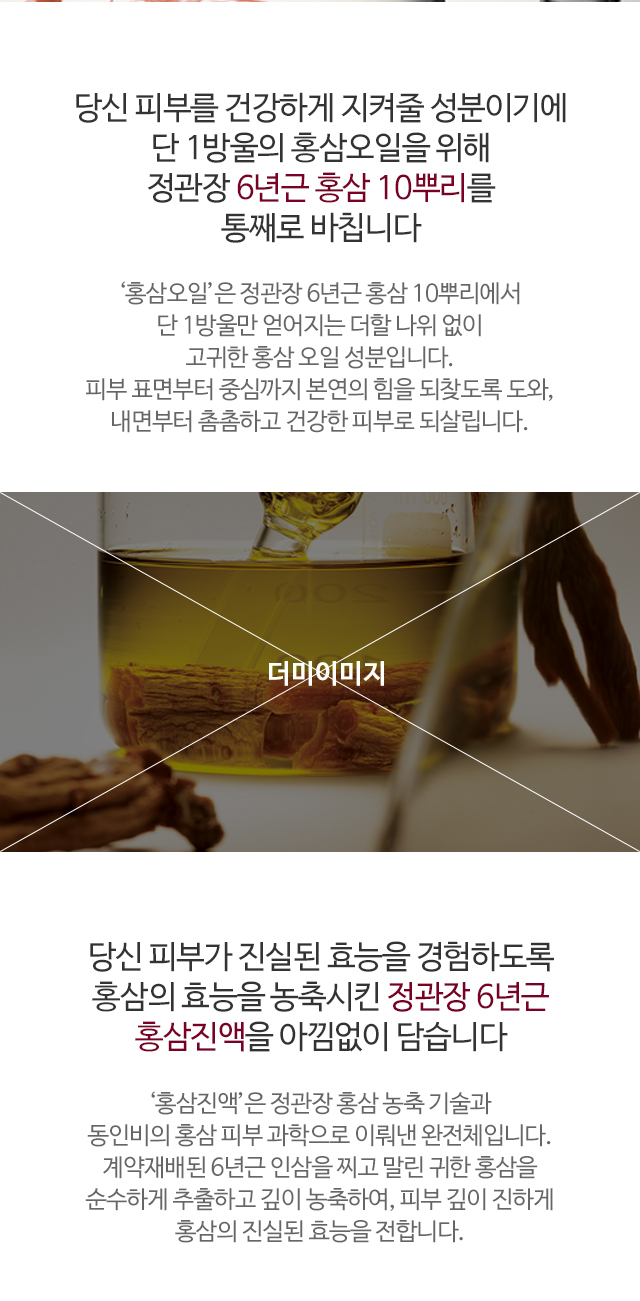 당신 피부를 건강하게 지켜줄 성분이기에
단 1방울의 홍삼오일을 위해
정관장 6년근 홍삼 10뿌리를
통째로 바칩니다
‘홍삼오일’은 정관장 6년근 홍삼 10뿌리에서
단 1방울만 얻어지는 더할 나위 없이
고귀한 홍삼 오일 성분입니다.
피부 표면부터 중심까지 본연의 힘을 되찾도록 도와,
내면부터 촘촘하고 건강한 피부로 되살립니다.
200
더미이미지
당신 피부가 진실된 효능을 경험하도록
홍삼의 효능을 농축시킨 정관장 6년근
홍삼진액을 아낌없이 담습니다
‘홍삼진액’은 정관장 홍삼 농축 기술과
동인비의 홍삼 피부 과학으로 이뤄낸 완전체입니다.
계약재배된 6년근 인삼을 찌고 말린 귀한 홍삼을
순수하게 추출하고 깊이 농축하여, 피부 깊이 진하게
홍삼의 진실된 효능을 전합니다.